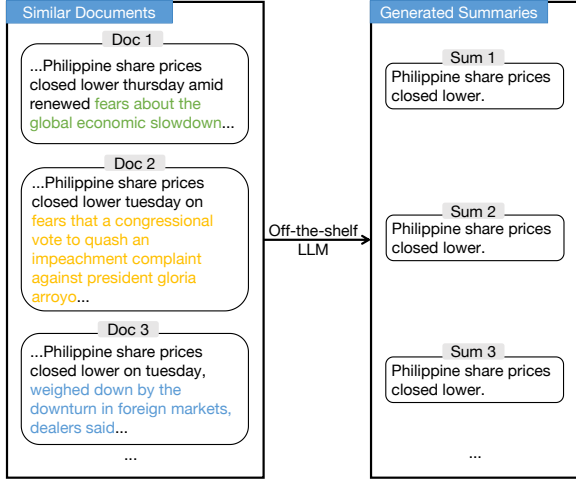 Similar Documents
Doc 1
...Philippine share prices
closed lower thursday amid
renewed fears about the
global economic slowdown...
Doc 2
...Philippine share prices
closed lower tuesday on
fears that a congressional
vote to quash an
impeachment complaint
against president gloria
arroyo...
Doc 3
...Philippine share prices
closed lower on tuesday,
weighed down by the
downturn in foreign markets,
dealers said...
...
Off-the-shelf
LLM
Generated Summaries
Sum 1
Philippine share prices
closed lower.
Sum 2
Philippine share prices
closed lower.
Sum 3
Philippine share prices
closed lower.
...